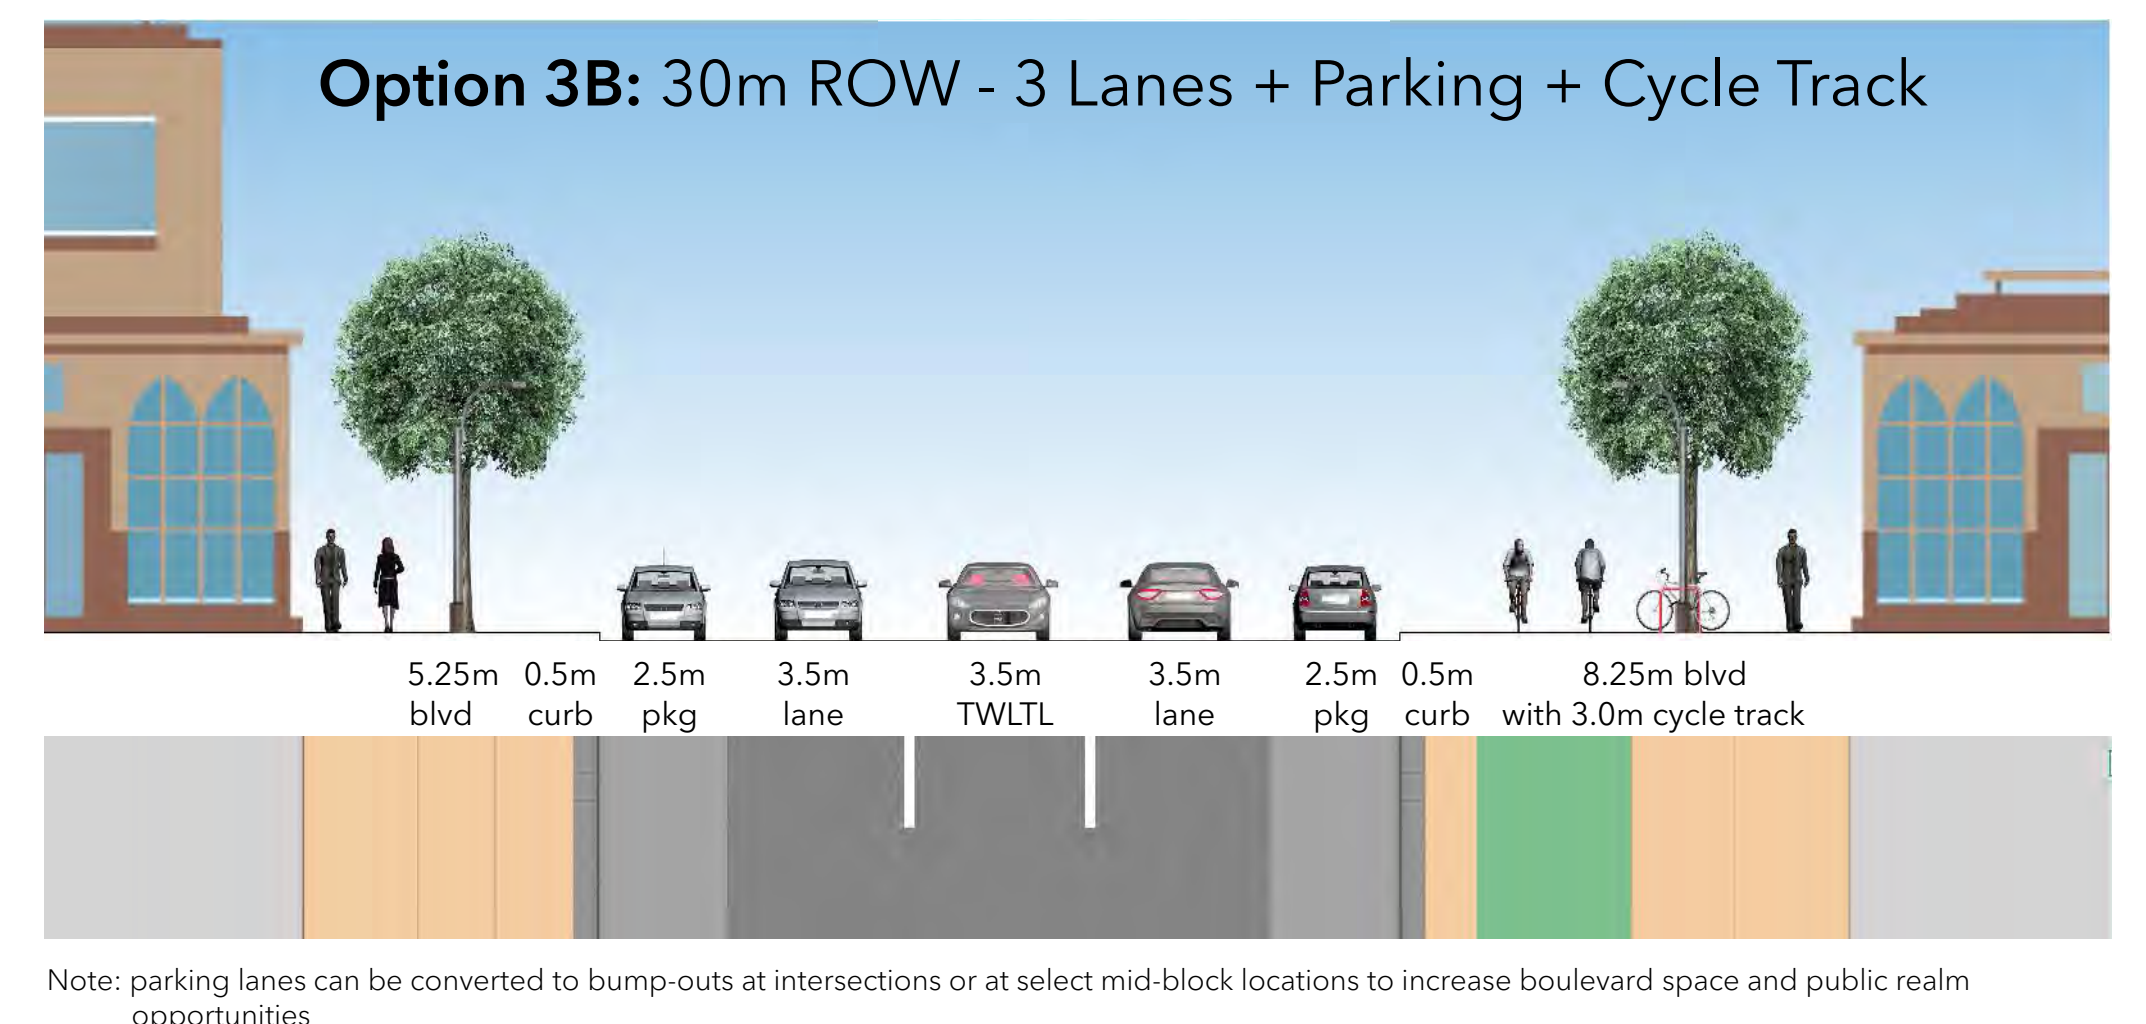 Option 3B: 30m ROW - 3 Lanes + Parking + Cycle Track
5.25m 0.5m 2.5m 3.5m 3.5m 3.5m 2.5m 0.5m 8.25m blvd
blvd curb pkg lane TWLTL lane pkg curb with 3.0m cycle track
Note: parking lanes can be converted to bump-outs at intersections or at select mid-block locations to increase boulevard space and public realm
opportunities